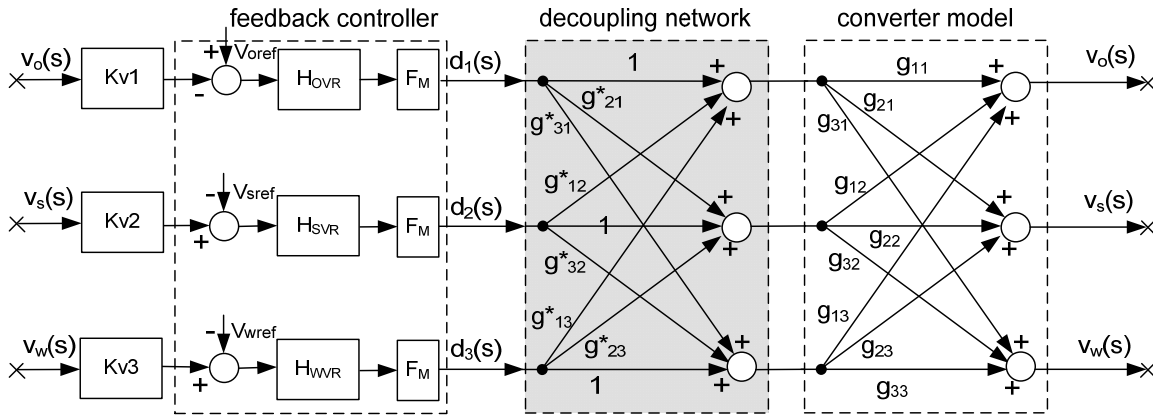 feedback controller
decoupling network
converter model
vo(s)
Kv1
+
Voref
-
HOVR
FM
d1(s)
1
+
+
g*21
g*31
g11
+
+
g21
g31
vo(s)
vs(s)
Kv2
-
Vsref
+
HSVR
FM
d2(s)
g*12
1
+
+
g*32
g12
g22
+
+
g32
vs(s)
vw(s)
Kv3
-
Vwref
+
HWVR
FM
d3(s)
g*13
g*23
1
+
+
g13
g23
g33
+
+
vw(s)